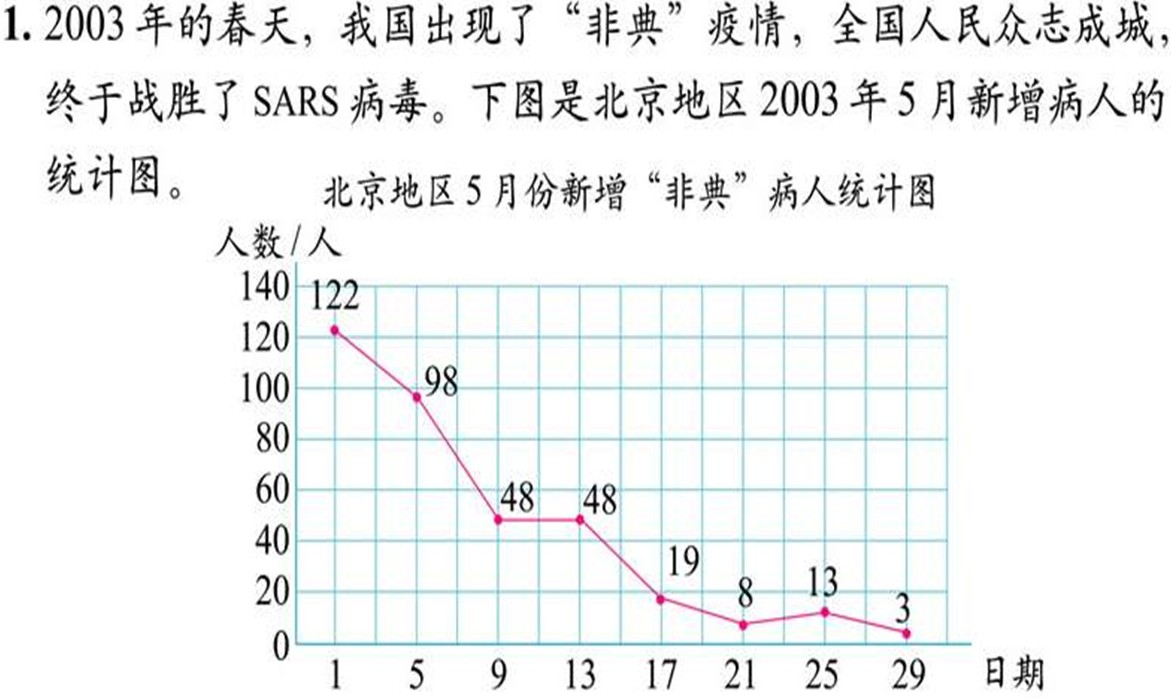 1. 2003 年的春天，我国出现了“非典”疫情，全国人民众志成城，
终于战胜了 SARS 病毒。下图是北京地区 2003 年 5 月新增病人的
统计图。
北京地区 5 月份新增“非典”病人统计图
人数/人
140
122
120
100
98
80
60
48
48
40
19
20
8
13
3
0
1 5 9 13 17 21 25 29 日期